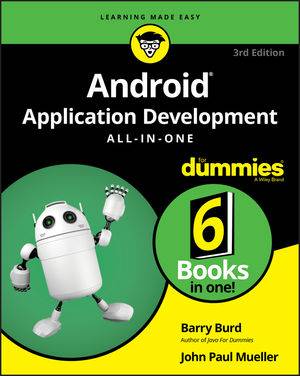 LEARNING MADE EASY
3rd Edition
Android®
Application Development
ALL-IN-ONE
for
dummies®
A Wiley Brand
6
Books
in one!
Barry Burd
Author of Java For Dummies
John Paul Mueller